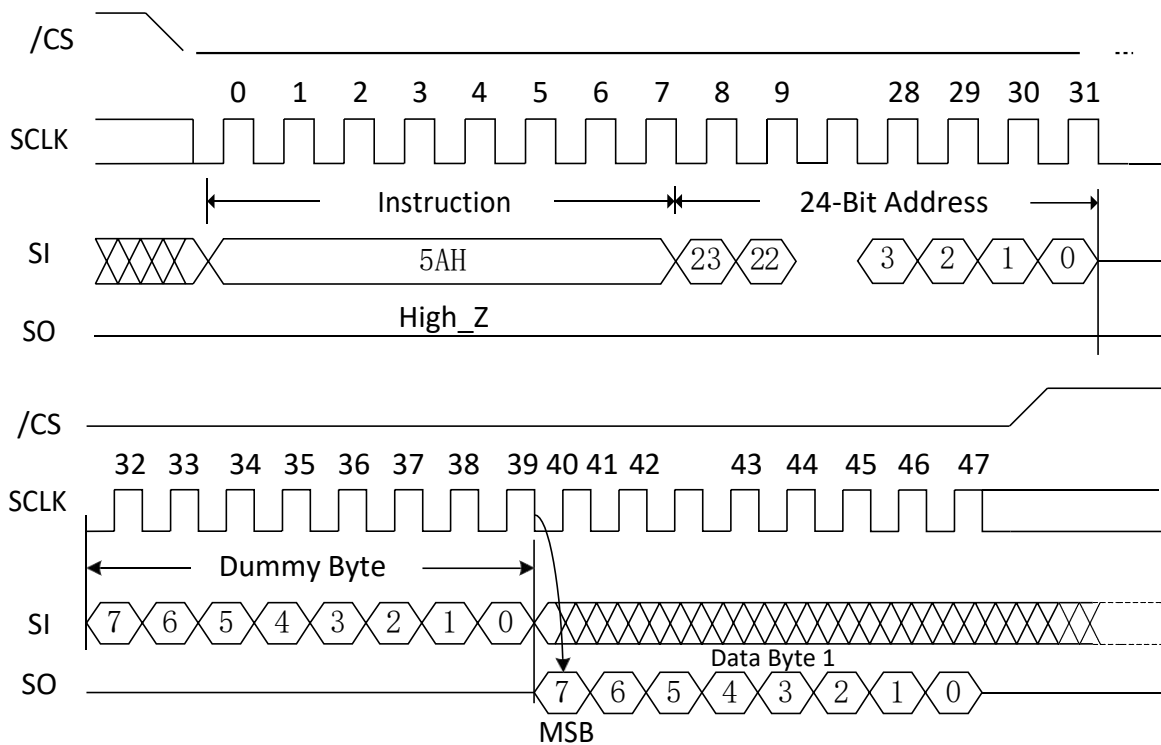 /CS
0 1 2 3 4 5 6 7 8 9 28 29 30 31
SCLK
Instruction 24-Bit Address
SI 5AH 23 22 3 2 1 0
High_Z
SO
/CS
32 33 34 35 36 37 38 39 40 41 42 43 44 45 46 47
SCLK
Dummy Byte
SI 7 6 5 4 3 2 1 0
Data Byte 1
SO 7 6 5 4 3 2 1 0
MSB